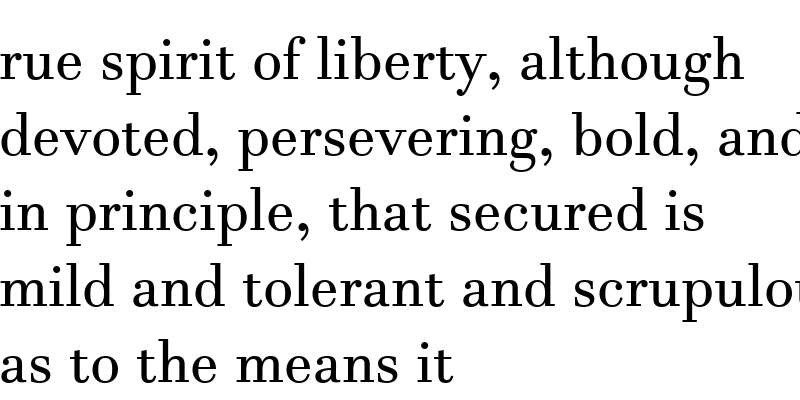 rue spirit of liberty, although
devoted, persevering, bold, and
in principle, that secured is
mild and tolerant and scrupulou
as to the means it